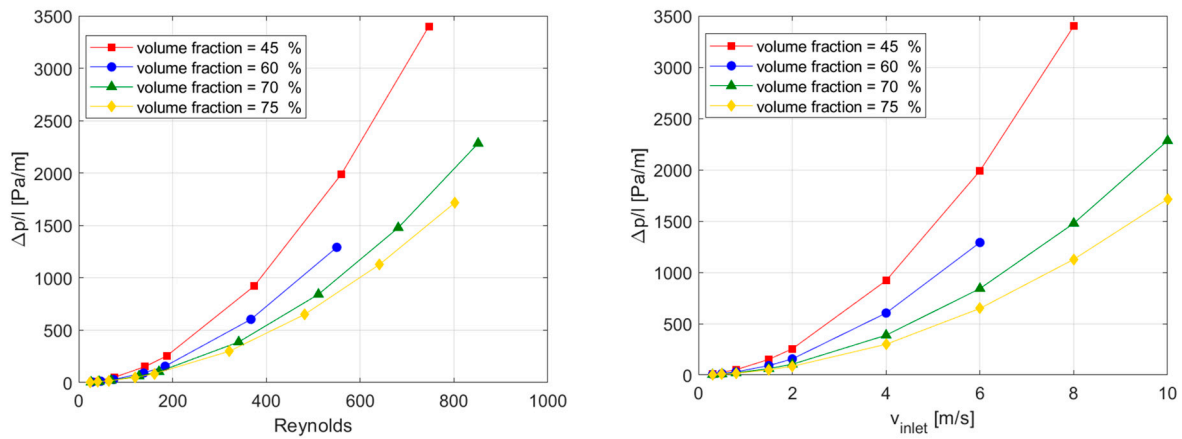 3500
3000
2500
2000
1500
1000
500
0
Δp/l [Pa/m]
volume fraction = 45 %
volume fraction = 60 %
volume fraction = 70 %
volume fraction = 75 %
0 200 400 600 800 1000
Reynolds
3500
3000
2500
2000
1500
1000
500
0
Δp/l [Pa/m]
volume fraction = 45 %
volume fraction = 60 %
volume fraction = 70 %
volume fraction = 75 %
0 2 4 6 8 10
v_inlet [m/s]